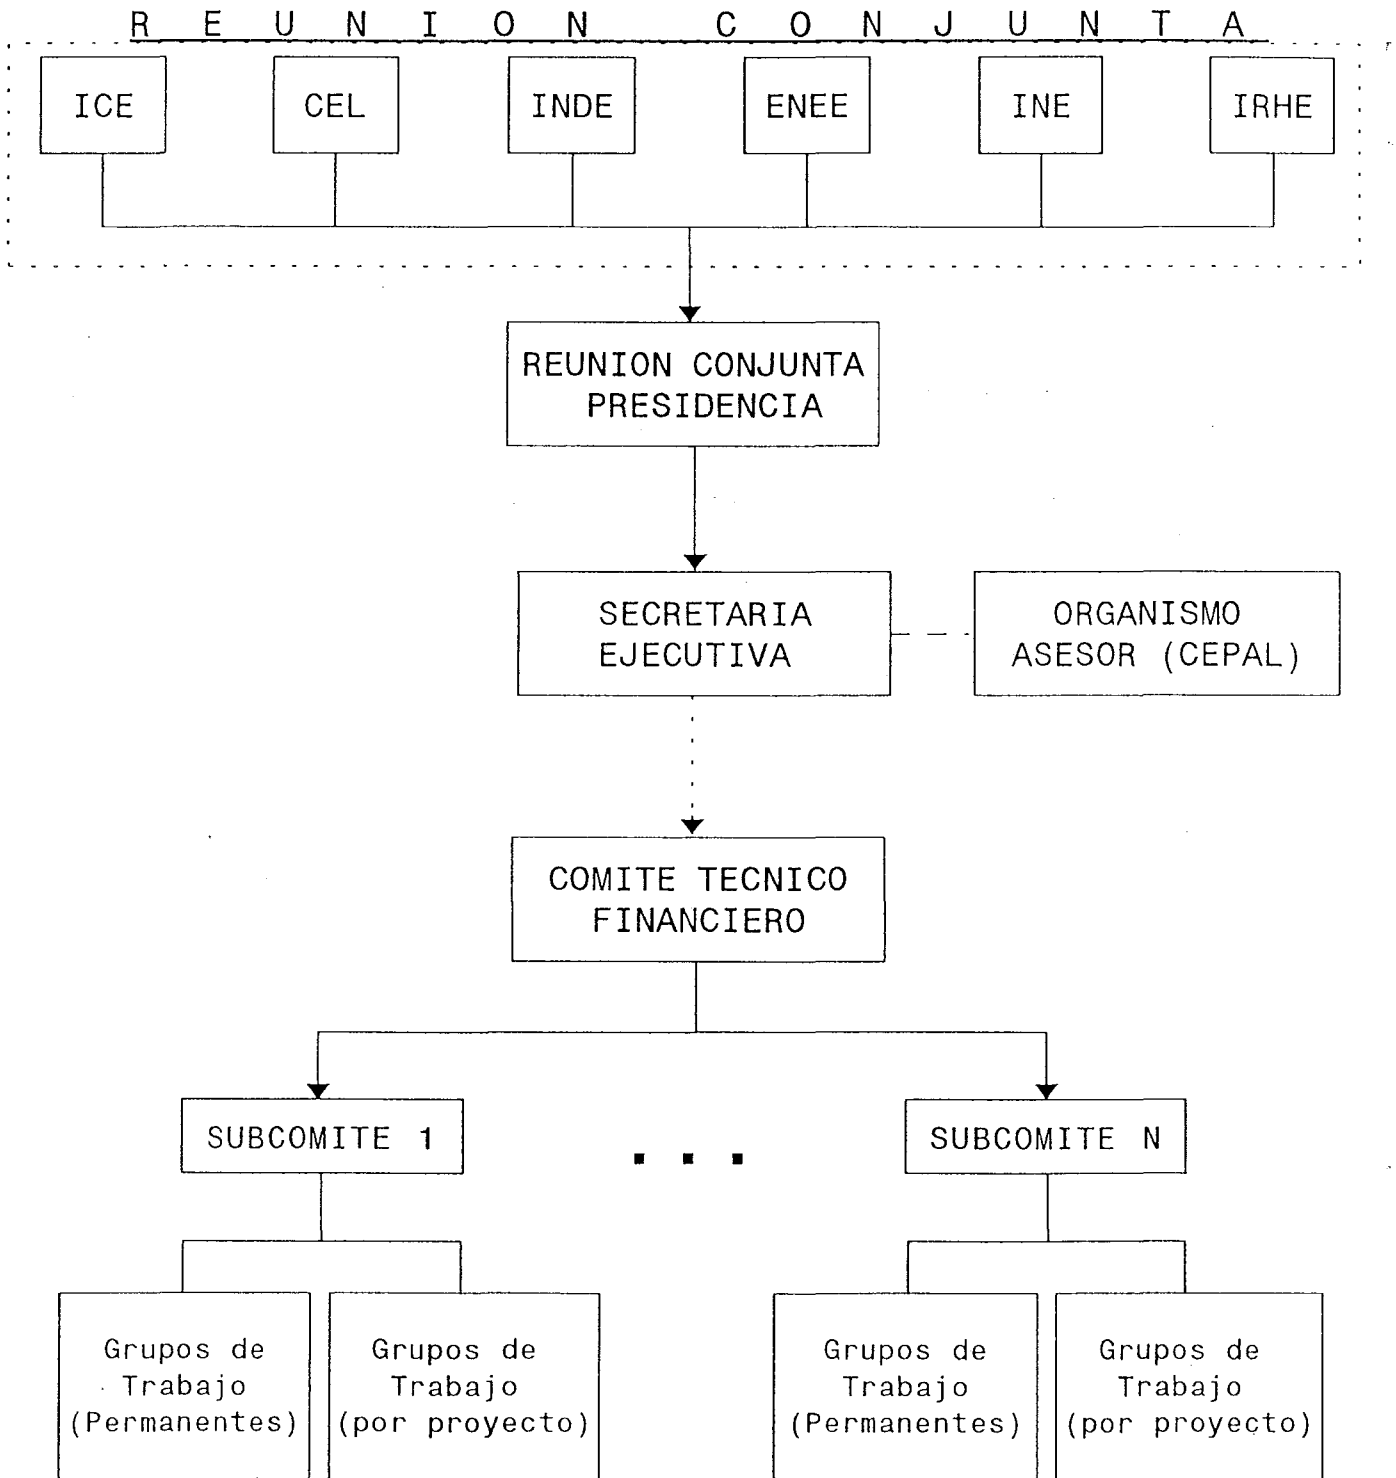 R E U N I O N C O N J U N T A
ICE CEL INDE ENEE INE IRHE
REUNION CONJUNTA
PRESIDENCIA
SECRETARIA
EJECUTIVA
ORGANISMO
ASESOR (CEPAL)
COMITE TECNICO
FINANCIERO
SUBCOMITE 1
. . .
SUBCOMITE N
Grupos de
Trabajo
(Permanentes)
Grupos de
Trabajo
(por proyecto)
Grupos de
Trabajo
(Permanentes)
Grupos de
Trabajo
(por proyecto)